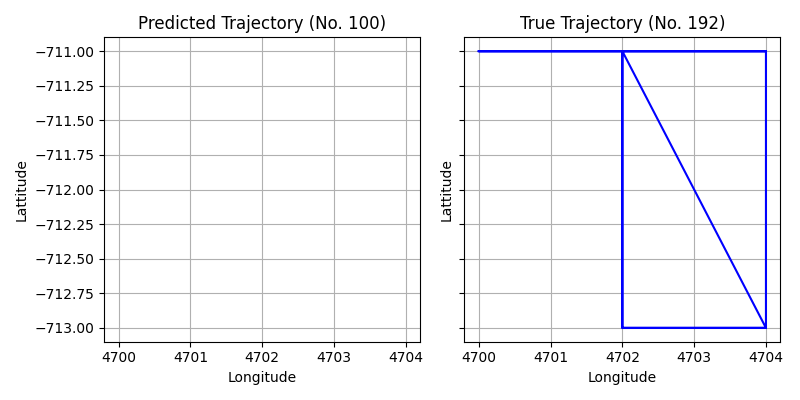 Predicted Trajectory (No. 100)
True Trajectory (No. 192)
Lattitude
−711.00
−711.25
−711.50
−711.75
−712.00
−712.25
−712.50
−712.75
−713.00
4700 4701 4702 4703 4704
Longitude
Lattitude
4700 4701 4702 4703 4704
Longitude